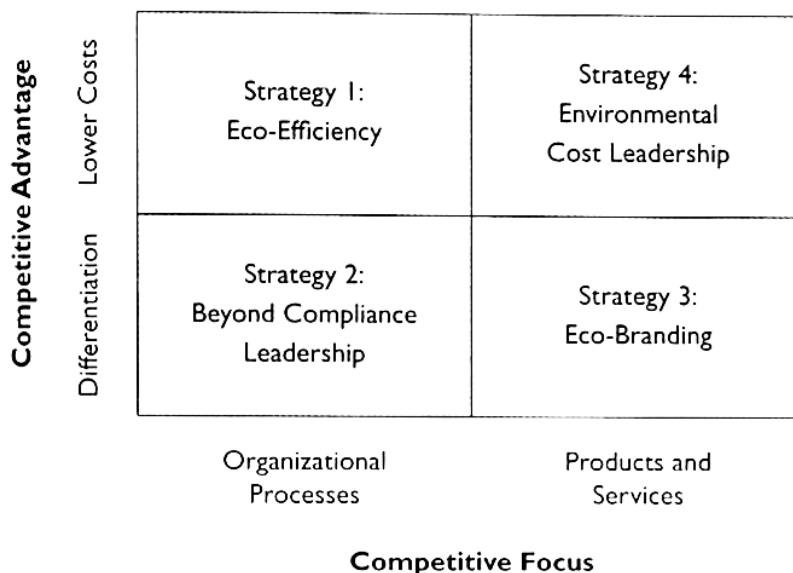 Competitive Advantage
Lower Costs
Differentiation
Strategy 1:
Eco-Efficiency
Strategy 4:
Environmental
Cost Leadership
Strategy 2:
Beyond Compliance
Leadership
Strategy 3:
Eco-Branding
Organizational
Processes
Products and
Services
Competitive Focus